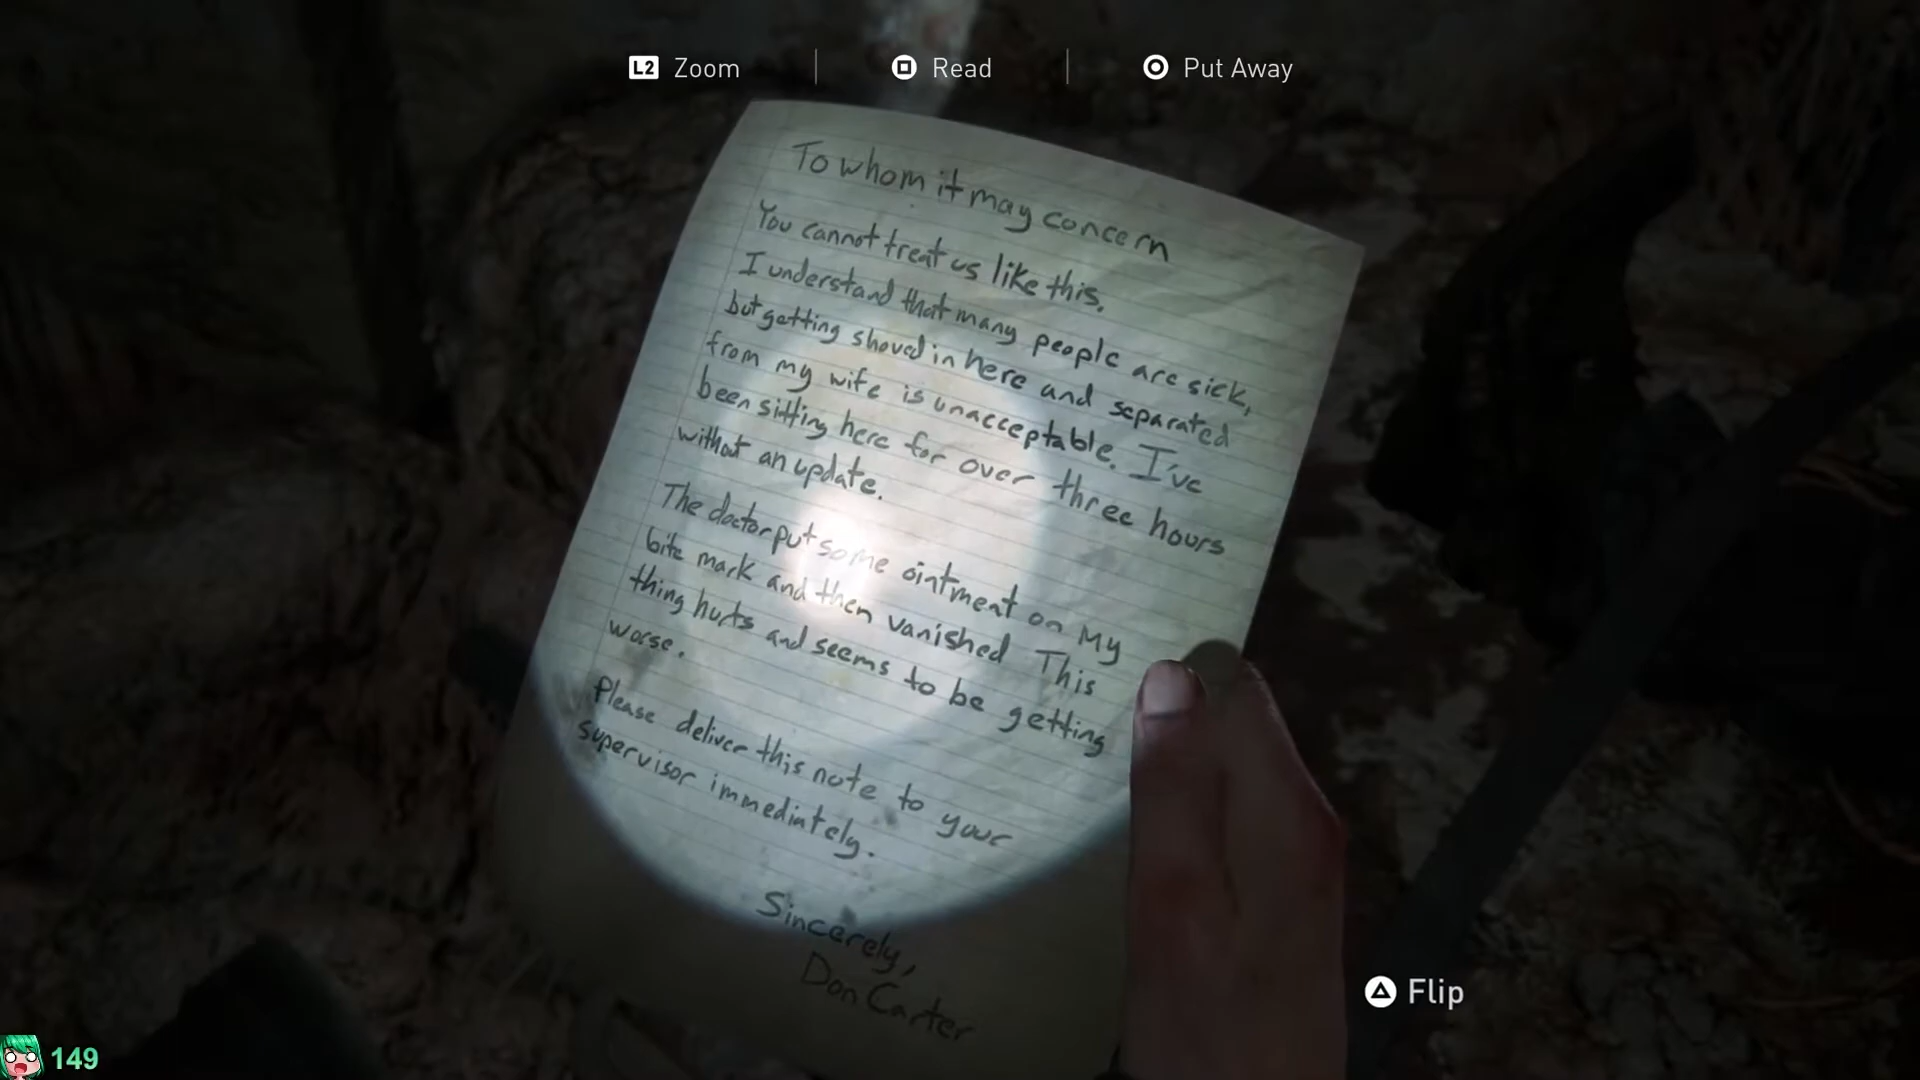 L2 Zoom
Read
Put Away
To whom it may concern
You cannot treat us like this.
I understand that many people are sick,
but getting shoved in here and separated
from my wife is unacceptable. I've
been sitting here for over three hours
without an update.
The doctor put some ointment on my
bite mark and then vanished This
thing hurts and seems to be getting
worse.
Please deliver this note to your
supervisor immediately.
Sincerely,
Don Carter
Flip
149